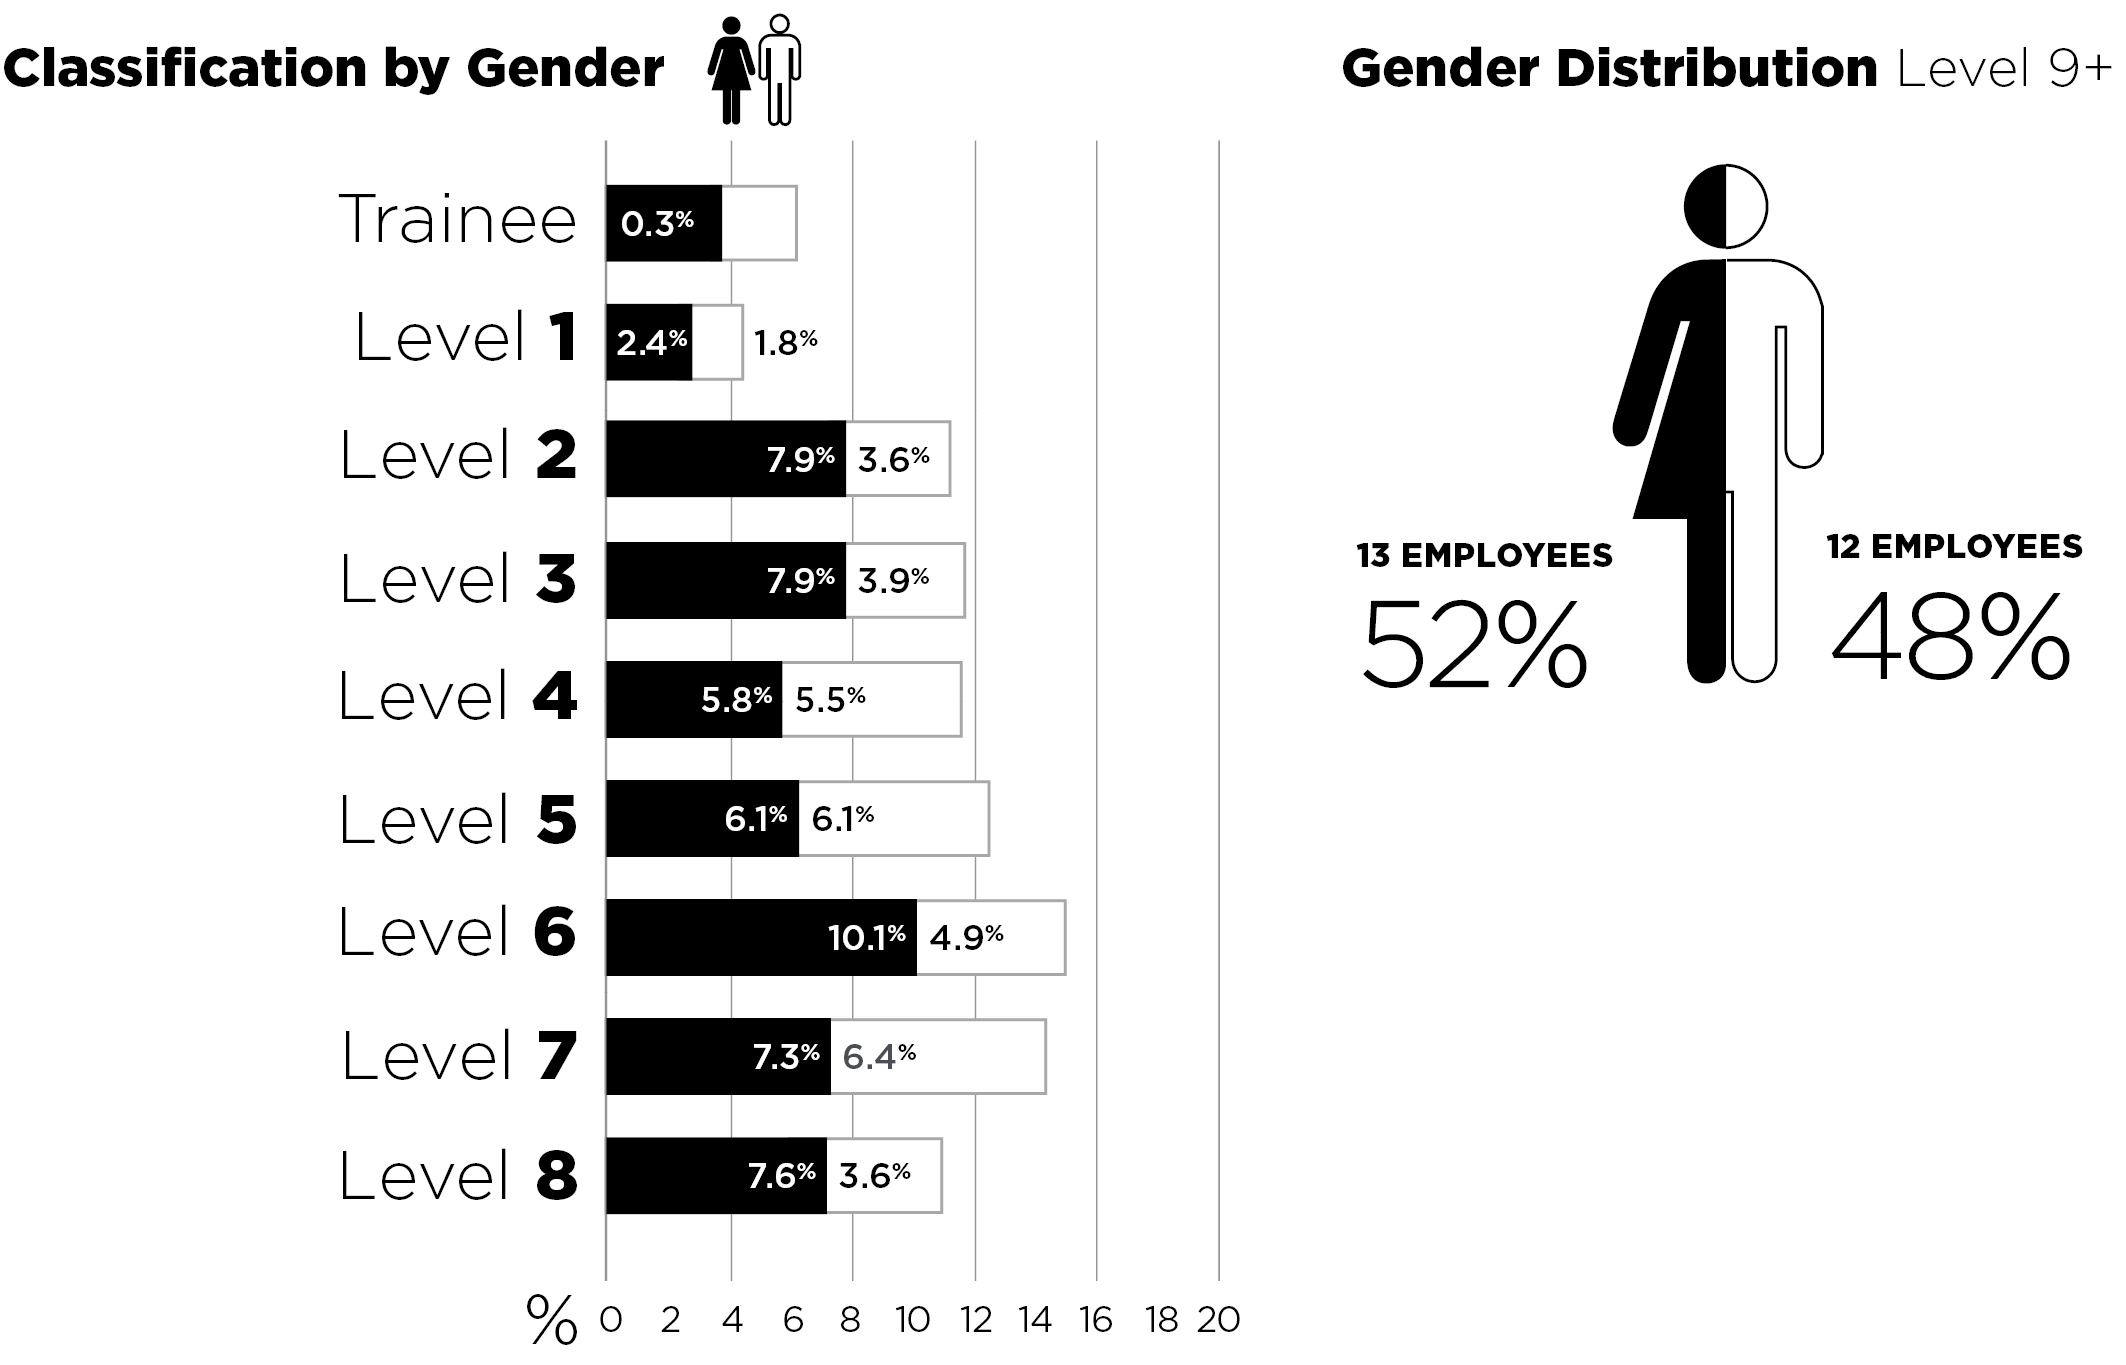 Classification by Gender
Trainee 0.3%
Level 1 2.4% 1.8%
Level 2 7.9% 3.6%
Level 3 7.9% 3.9%
Level 4 5.8% 5.5%
Level 5 6.1% 6.1%
Level 6 10.1% 4.9%
Level 7 7.3% 6.4%
Level 8 7.6% 3.6%
% 0 2 4 6 8 10 12 14 16 18 20
Gender Distribution Level 9+
13 EMPLOYEES
52%
12 EMPLOYEES
48%